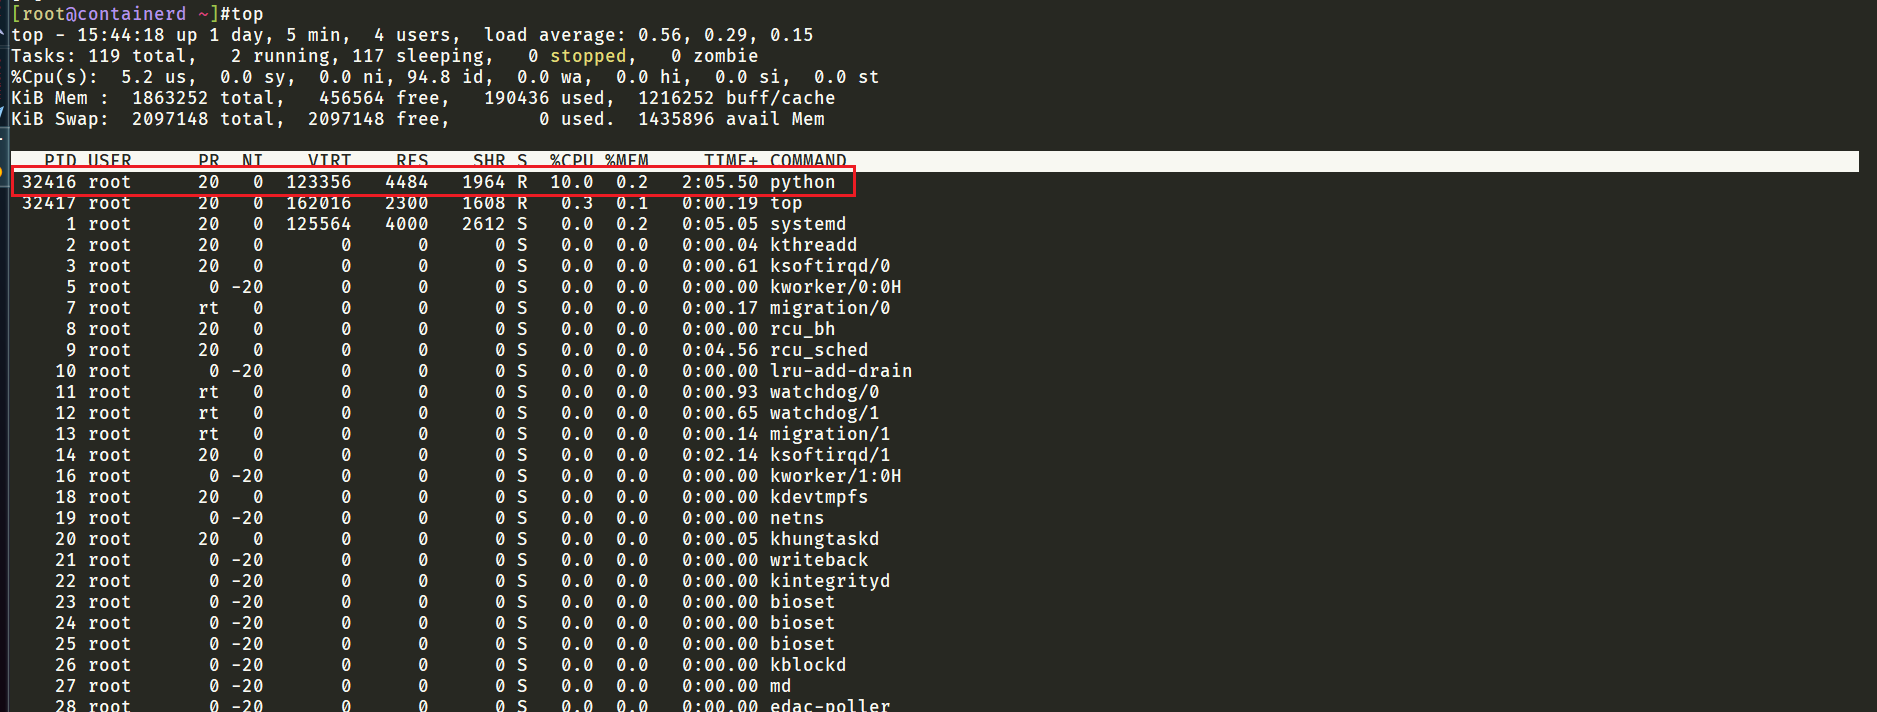 [root@containerd ~]#top
top - 15:44:18 up 1 day, 5 min,  4 users,  load average: 0.56, 0.29, 0.15
Tasks: 119 total,   2 running, 117 sleeping,   0 stopped,   0 zombie
%Cpu(s):  5.2 us,  0.0 sy,  0.0 ni, 94.8 id,  0.0 wa,  0.0 hi,  0.0 si,  0.0 st
KiB Mem :  1863252 total,   456564 free,   190436 used,  1216252 buff/cache
KiB Swap:  2097148 total,  2097148 free,        0 used.  1435896 avail Mem
PID USER      PR  NI    VIRT    RES    SHR S  %CPU %MEM     TIME+ COMMAND
32416 root      20   0  123356   4484   1964 R  10.0  0.2   2:05.50 python
32417 root      20   0  162016   2300   1608 R   0.3  0.1   0:00.19 top
1 root      20   0  125564   4000   2612 S   0.0  0.2   0:05.05 systemd
2 root      20   0       0      0      0 S   0.0  0.0   0:00.04 kthreadd
3 root      20   0       0      0      0 S   0.0  0.0   0:00.61 ksoftirqd/0
5 root       0 -20       0      0      0 S   0.0  0.0   0:00.00 kworker/0:0H
7 root      rt   0       0      0      0 S   0.0  0.0   0:00.17 migration/0
8 root      20   0       0      0      0 S   0.0  0.0   0:00.00 rcu_bh
9 root      20   0       0      0      0 S   0.0  0.0   0:04.56 rcu_sched
10 root       0 -20       0      0      0 S   0.0  0.0   0:00.00 lru-add-drain
11 root      rt   0       0      0      0 S   0.0  0.0   0:00.93 watchdog/0
12 root      rt   0       0      0      0 S   0.0  0.0   0:00.65 watchdog/1
13 root      rt   0       0      0      0 S   0.0  0.0   0:00.14 migration/1
14 root      20   0       0      0      0 S   0.0  0.0   0:02.14 ksoftirqd/1
16 root       0 -20       0      0      0 S   0.0  0.0   0:00.00 kworker/1:0H
18 root      20   0       0      0      0 S   0.0  0.0   0:00.00 kdevtmpfs
19 root       0 -20       0      0      0 S   0.0  0.0   0:00.00 netns
20 root      20   0       0      0      0 S   0.0  0.0   0:00.05 khungtaskd
21 root       0 -20       0      0      0 S   0.0  0.0   0:00.00 writeback
22 root       0 -20       0      0      0 S   0.0  0.0   0:00.00 kintegrityd
23 root       0 -20       0      0      0 S   0.0  0.0   0:00.00 bioset
24 root       0 -20       0      0      0 S   0.0  0.0   0:00.00 bioset
25 root       0 -20       0      0      0 S   0.0  0.0   0:00.00 bioset
26 root       0 -20       0      0      0 S   0.0  0.0   0:00.00 kblockd
27 root       0 -20       0      0      0 S   0.0  0.0   0:00.00 md
28 root       0 -20       0      0      0 S   0.0  0.0   0:00.00 edac-poller